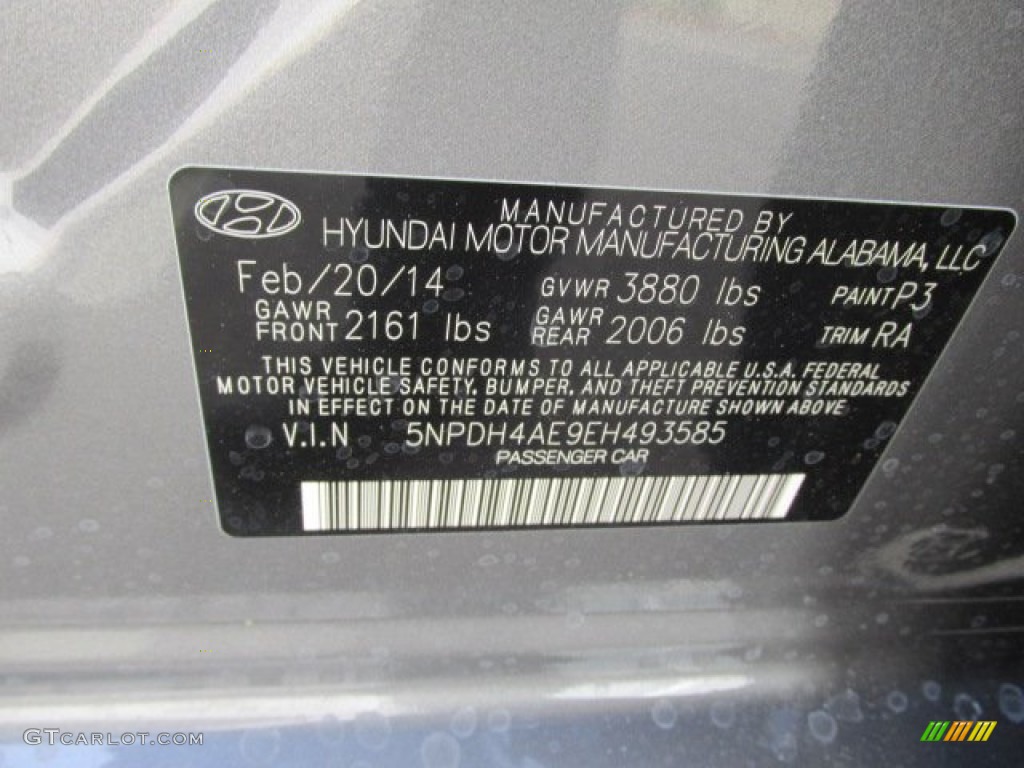 MANUFACTURED BY
HYUNDAI MOTOR MANUFACTURING ALABAMA, LLC
Feb/20/14 GVWR 3880 lbs PAINT P3
GAWR FRONT 2161 lbs GAWR REAR 2006 lbs TRIM RA
THIS VEHICLE CONFORMS TO ALL APPLICABLE U.S.A. FEDERAL
MOTOR VEHICLE SAFETY, BUMPER, AND THEFT PREVENTION STANDARDS
IN EFFECT ON THE DATE OF MANUFACTURE SHOWN ABOVE
V.I.N 5NPDH4AE9EH493585
PASSENGER CAR
GTCARLOT.COM